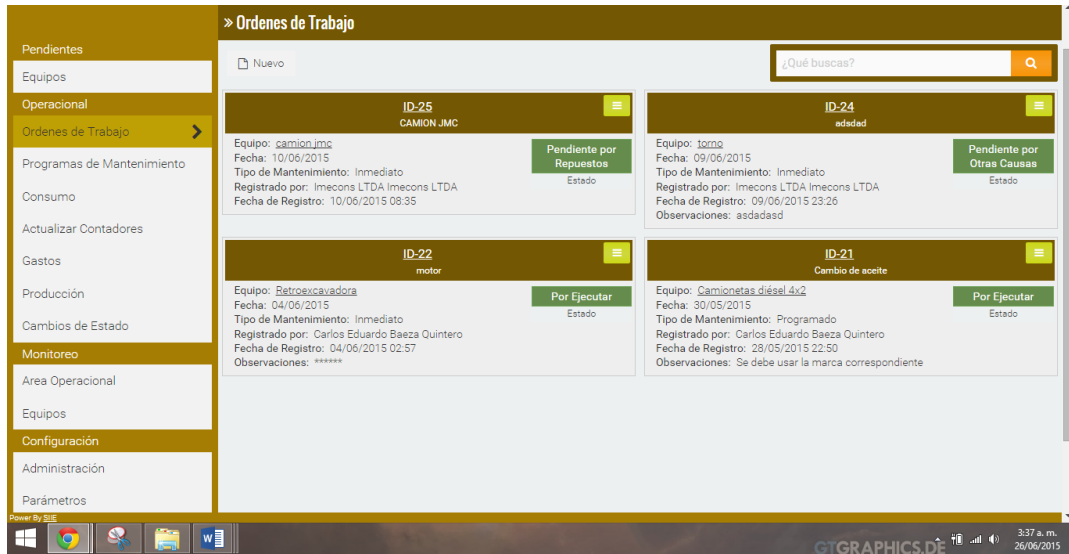 » Ordenes de Trabajo
Pendientes
Equipos
Operacional
Ordenes de Trabajo
Programas de Mantenimiento
Consumo
Actualizar Contadores
Gastos
Producción
Cambios de Estado
Monitoreo
Area Operacional
Equipos
Configuración
Administración
Parámetros
Power By SIIE
Nuevo
¿Qué buscas?
ID-25
CAMION JMC
Equipo: camion jmc
Fecha: 10/06/2015
Tipo de Mantenimiento: Inmediato
Registrado por: Imecons LTDA Imecons LTDA
Fecha de Registro: 10/06/2015 08:35
Pendiente por
Repuestos
Estado
ID-24
adsdad
Equipo: torno
Fecha: 09/06/2015
Tipo de Mantenimiento: Inmediato
Registrado por: Imecons LTDA Imecons LTDA
Fecha de Registro: 09/06/2015 23:26
Observaciones: asdadasd
Pendiente por
Otras Causas
Estado
ID-22
motor
Equipo: Retroexcavadora
Fecha: 04/06/2015
Tipo de Mantenimiento: Inmediato
Registrado por: Carlos Eduardo Baeza Quintero
Fecha de Registro: 04/06/2015 02:57
Observaciones: ******
Por Ejecutar
Estado
ID-21
Cambio de aceite
Equipo: Camionetas diésel 4x2
Fecha: 30/05/2015
Tipo de Mantenimiento: Programado
Registrado por: Carlos Eduardo Baeza Quintero
Fecha de Registro: 28/05/2015 22:50
Observaciones: Se debe usar la marca correspondiente
Por Ejecutar
Estado
GTGRAPHICS.DE
3:37 a. m.
26/06/2015